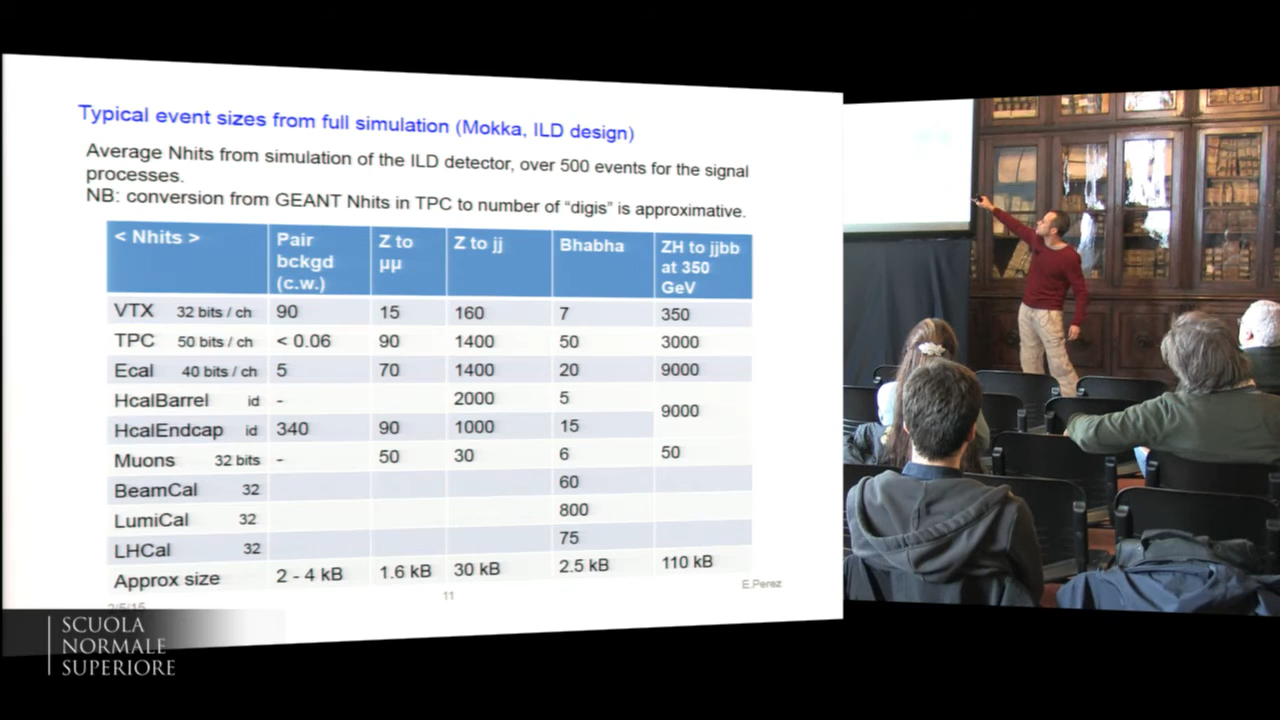 Typical event sizes from full simulation (Mokka, ILD design)
Average Nhits from simulation of the ILD detector, over 500 events for the signal
processes.
NB: conversion from GEANT Nhits in TPC to number of “digis” is approximative.
< Nhits > Pair bckgd (c.w.) Z to µµ Z to jj Bhabha ZH to jjbb at 350 GeV
VTX 32 bits / ch 90 15 160 7 350
TPC 50 bits / ch < 0.06 90 1400 50 3000
Ecal 40 bits / ch 5 70 1400 20 9000
HcalBarrel id - 2000 5 9000
HcalEndcap id 340 90 1000 15
Muons 32 bits - 50 30 6 50
BeamCal 32 60
LumiCal 32 800
LHCal 32 75
Approx size 2 - 4 kB 1.6 kB 30 kB 2.5 kB 110 kB
11
E.Perez
SCUOLA
NORMALE
SUPERIORE